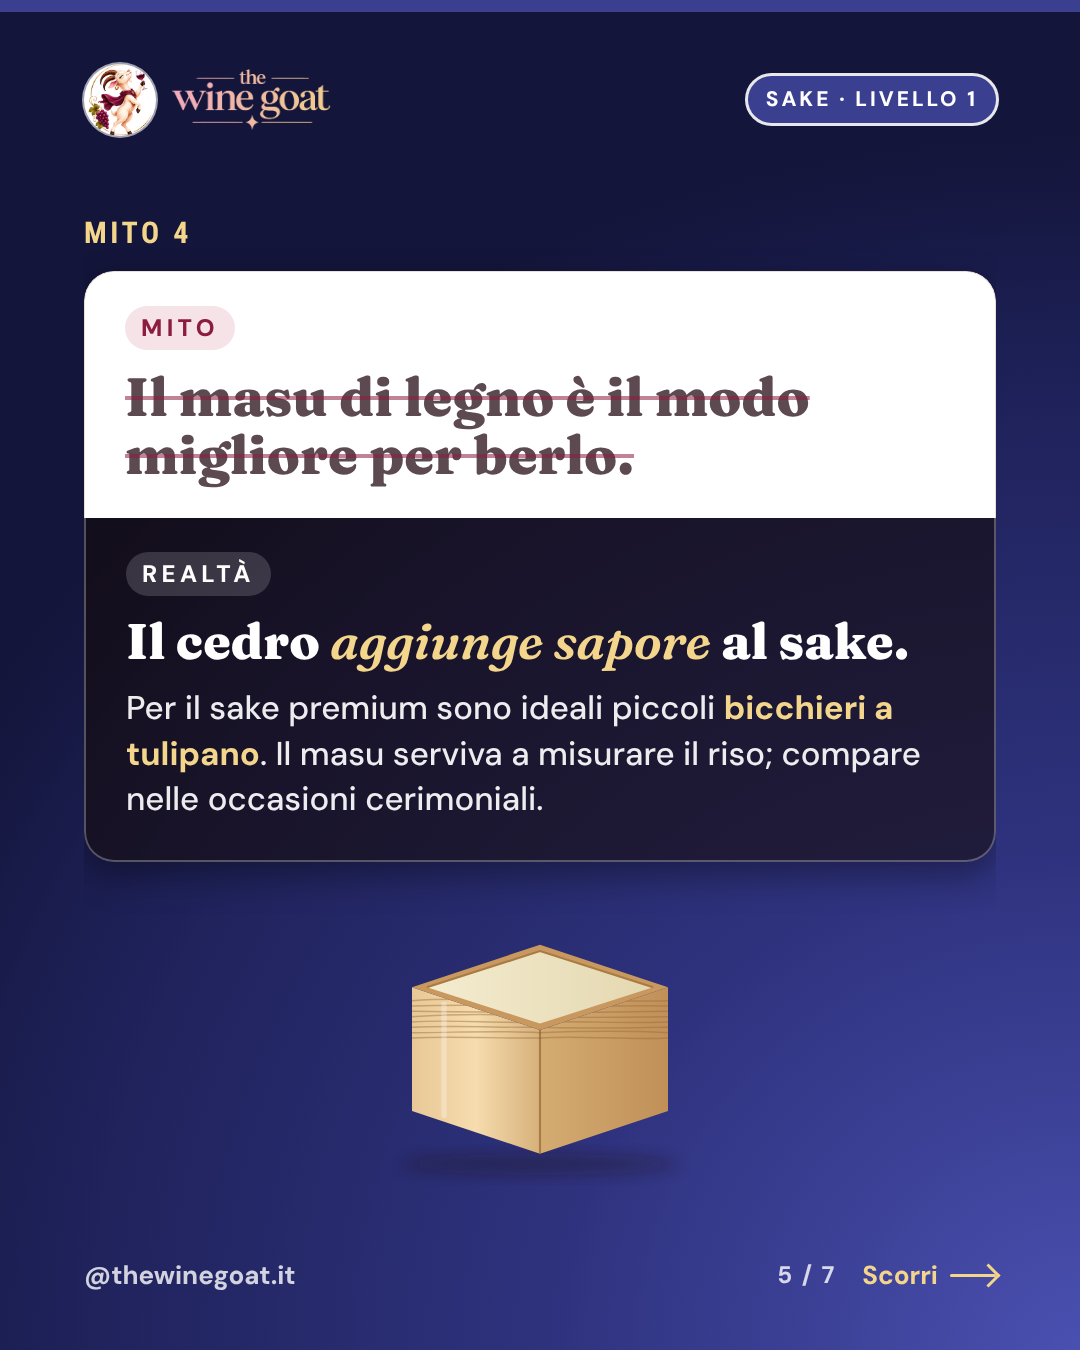 the
wine goat
SAKE · LIVELLO 1
MITO 4
MITO
Il masu di legno è il modo
migliore per berlo.
REALTÀ
Il cedro aggiunge sapore al sake.
Per il sake premium sono ideali piccoli bicchieri a
tulipano. Il masu serviva a misurare il riso; compare
nelle occasioni cerimoniali.
@thewinegoat.it
5 / 7 Scorri